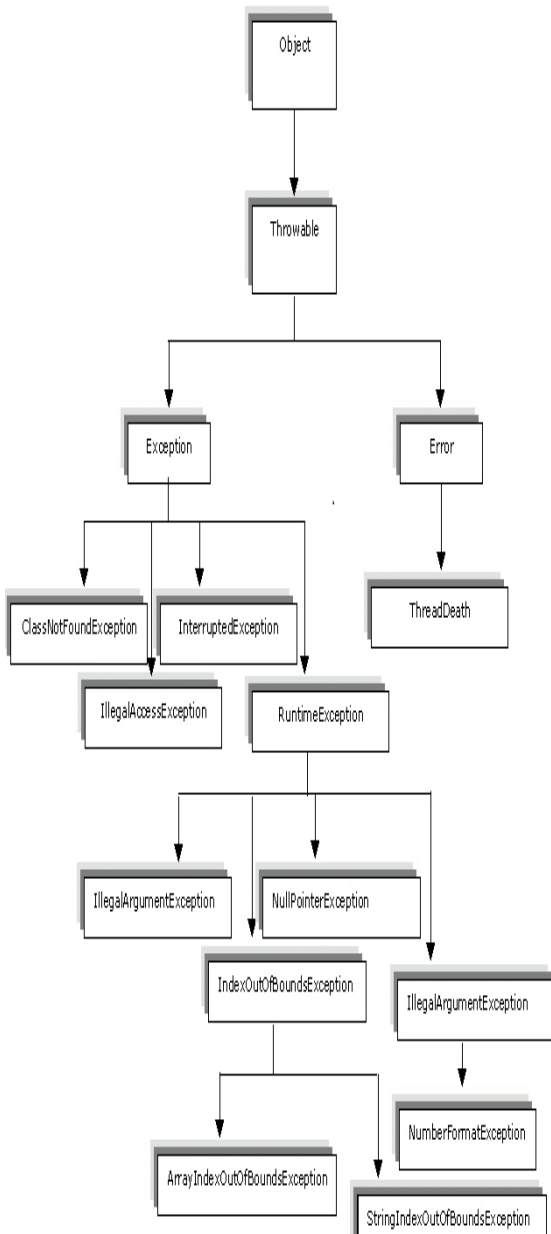 Object
Throwable
Exception
Error
ClassNotFoundException
InterruptedException
ThreadDeath
IllegalAccessException
RuntimeException
IllegalArgumentException
NullPointerException
IndexOutOfBoundsException
IllegalArgumentException
NumberFormatException
ArrayIndexOutOfBoundsException
StringIndexOutOfBoundsException